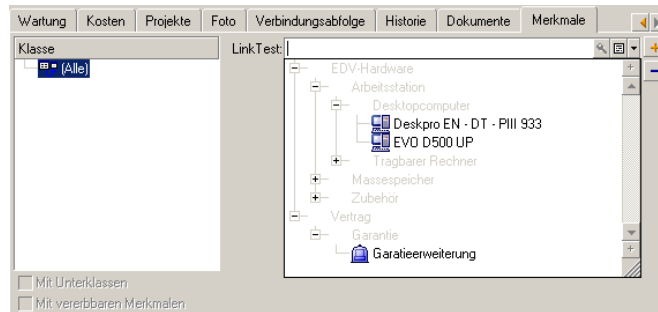 Wartung Kosten Projekte Foto Verbindungsabfolge Historie Dokumente Merkmale
Klasse
(Alle)
LinkTest:
EDV-Hardware
Arbeitsstation
Desktopcomputer
Deskpro EN - DT - PIII 933
EVO D500 UP
Tragbarer Rechner
Massespeicher
Zubehör
Vertrag
Garantie
Garatieerweiterung
Mit Unterklassen
Mit vererbbaren Merkmalen